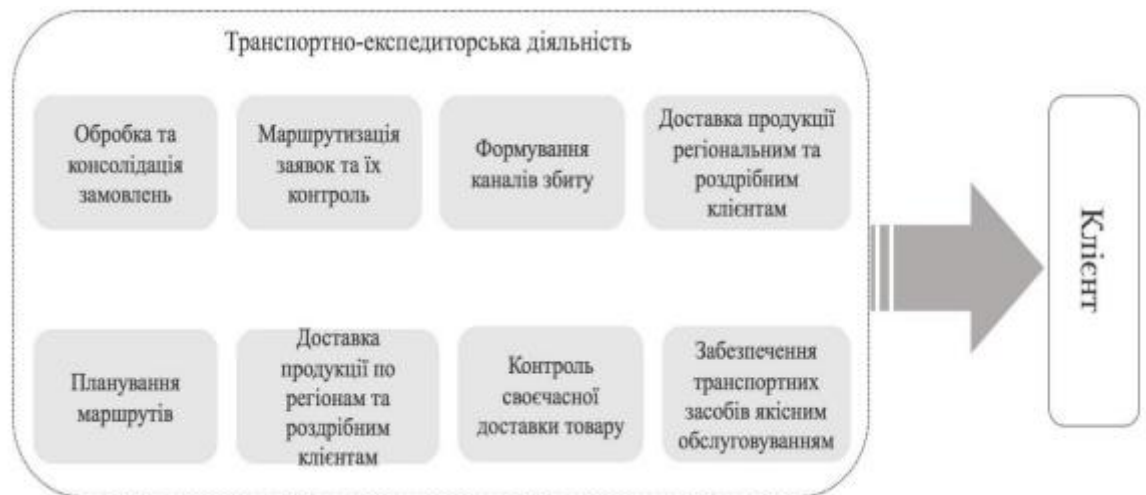 Транспортно-експедиторська діяльність
Обробка та
консолідація
замовлень
Маршрутизація
заявок та їх
контроль
Формування
каналів збиту
Доставка продукції
регіональним та
роздрібним
клієнтам
Планування
маршрутів
Доставка
продукції по
регіонам та
роздрібним
клієнтам
Контроль
своєчасної
доставки товару
Забезпечення
транспортних
засобів якісним
обслуговуванням
Клієнт